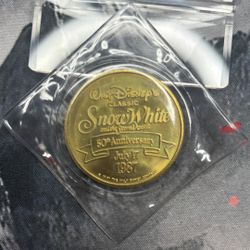 Walt Disney's
CLASSIC
Snow White
and the Seven Dwarfs
50th Anniversary
July 17
1987